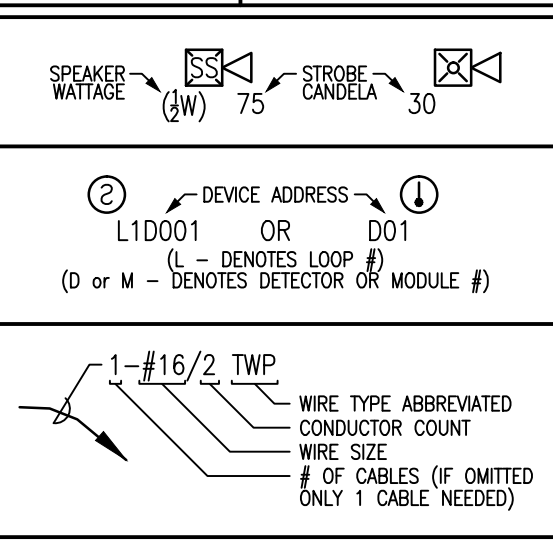 SPEAKER
WATTAGE
SS
(½W)
75
STROBE
CANDELA
30
S
DEVICE ADDRESS
L1D001 OR D01
(L – DENOTES LOOP #)
(D or M – DENOTES DETECTOR OR MODULE #)
1-#16/2 TWP
WIRE TYPE ABBREVIATED
CONDUCTOR COUNT
WIRE SIZE
# OF CABLES (IF OMITTED
ONLY 1 CABLE NEEDED)